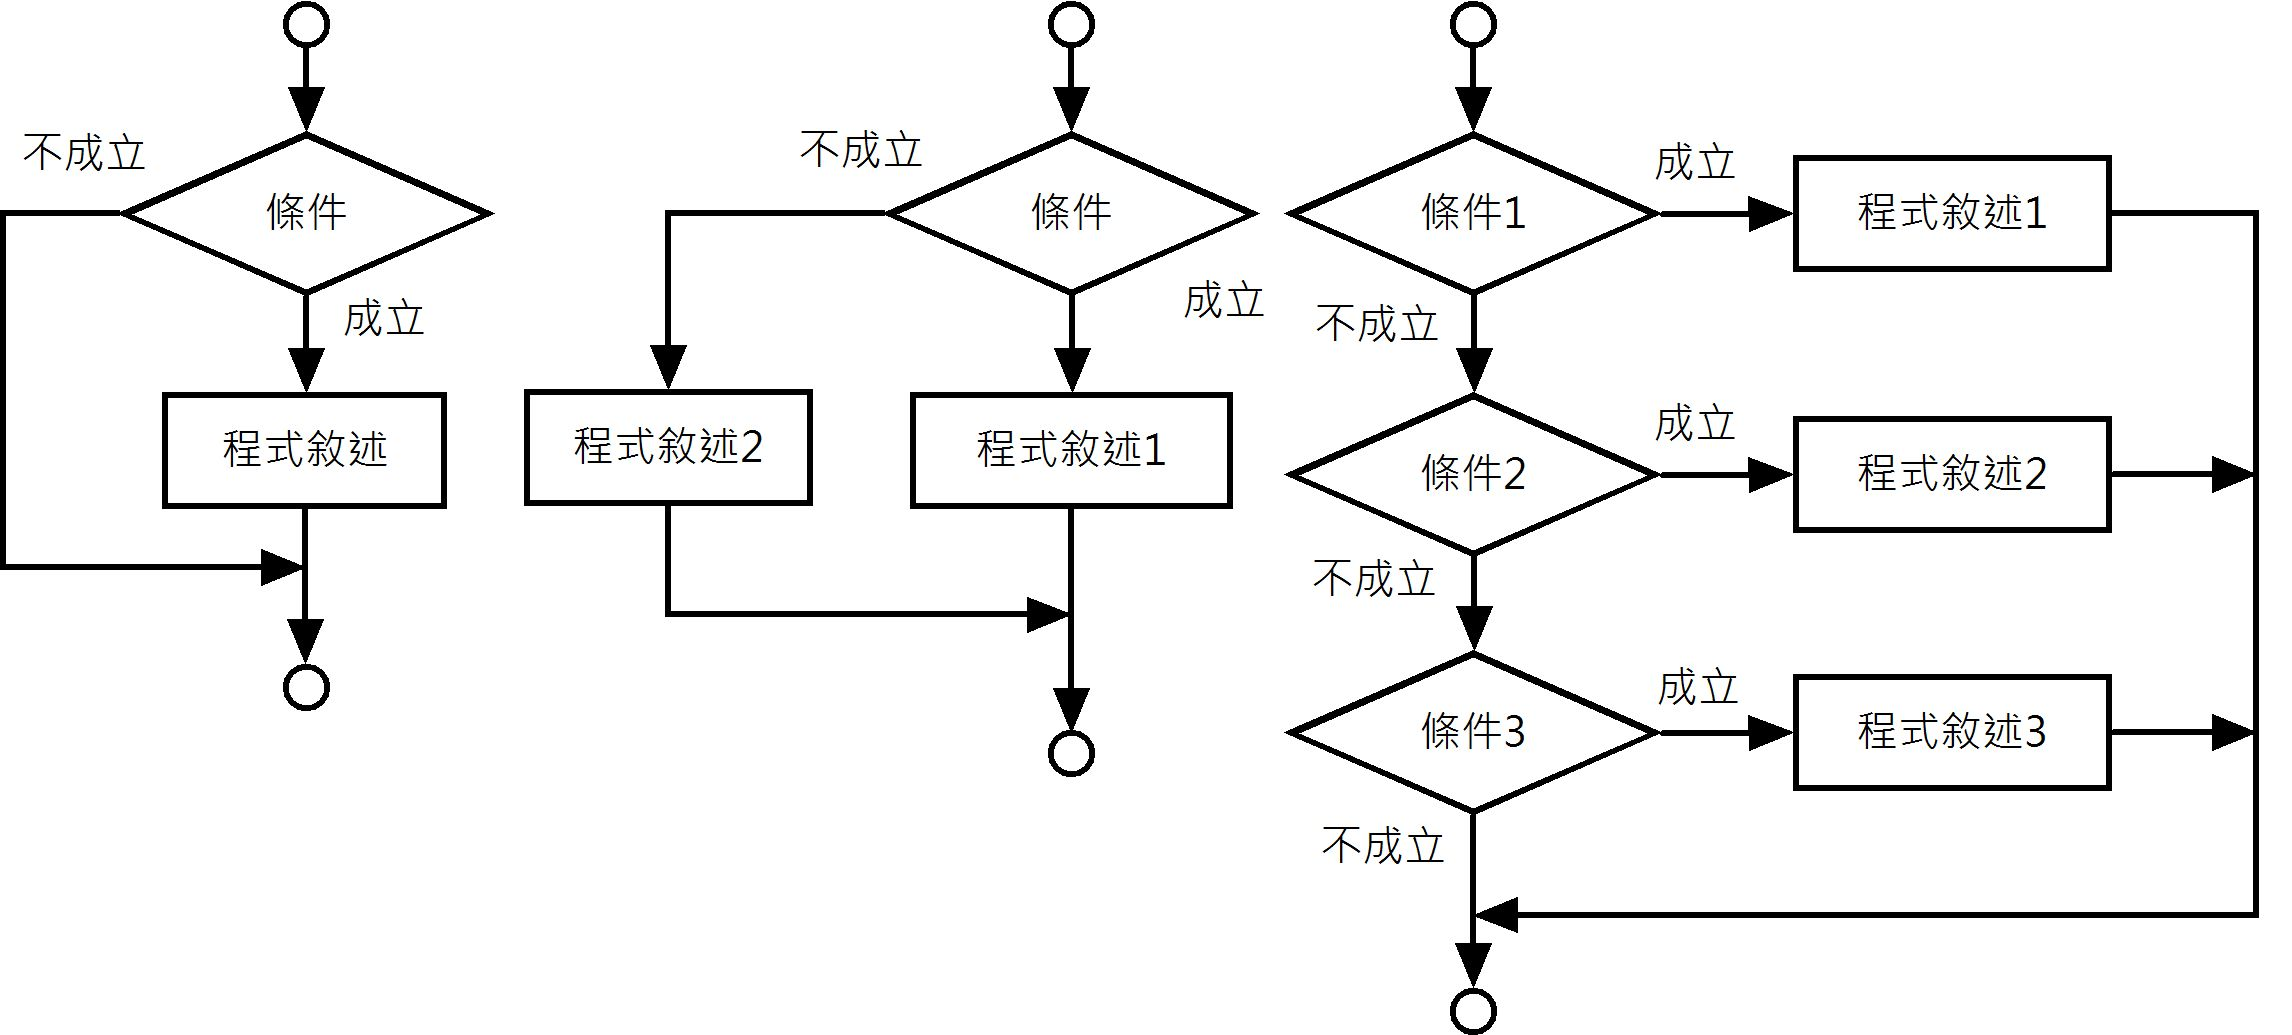 不成立
條件
成立
程式敘述
不成立
條件
成立
程式敘述2
程式敘述1
條件1
成立
程式敘述1
不成立
條件2
成立
程式敘述2
不成立
條件3
成立
程式敘述3
不成立